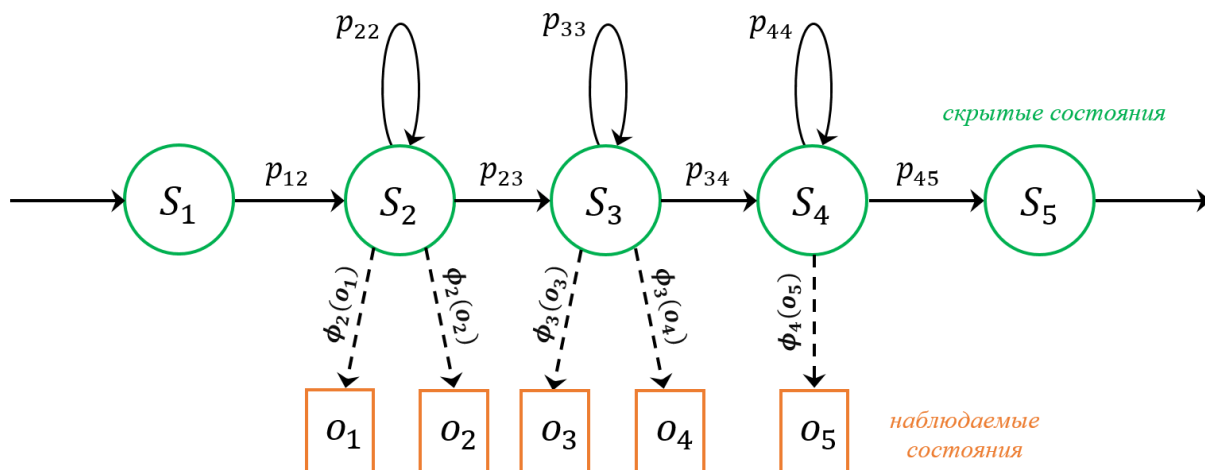 p₂₂ p₃₃ p₄₄
скрытые состояния
S₁ p₁₂ S₂ p₂₃ S₃ p₃₄ S₄ p₄₅ S₅
ϕ₂(o₁) ϕ₂(o₂) ϕ₃(o₃) ϕ₃(o₄) ϕ₄(o₅)
o₁ o₂ o₃ o₄ o₅
наблюдаемые
состояния